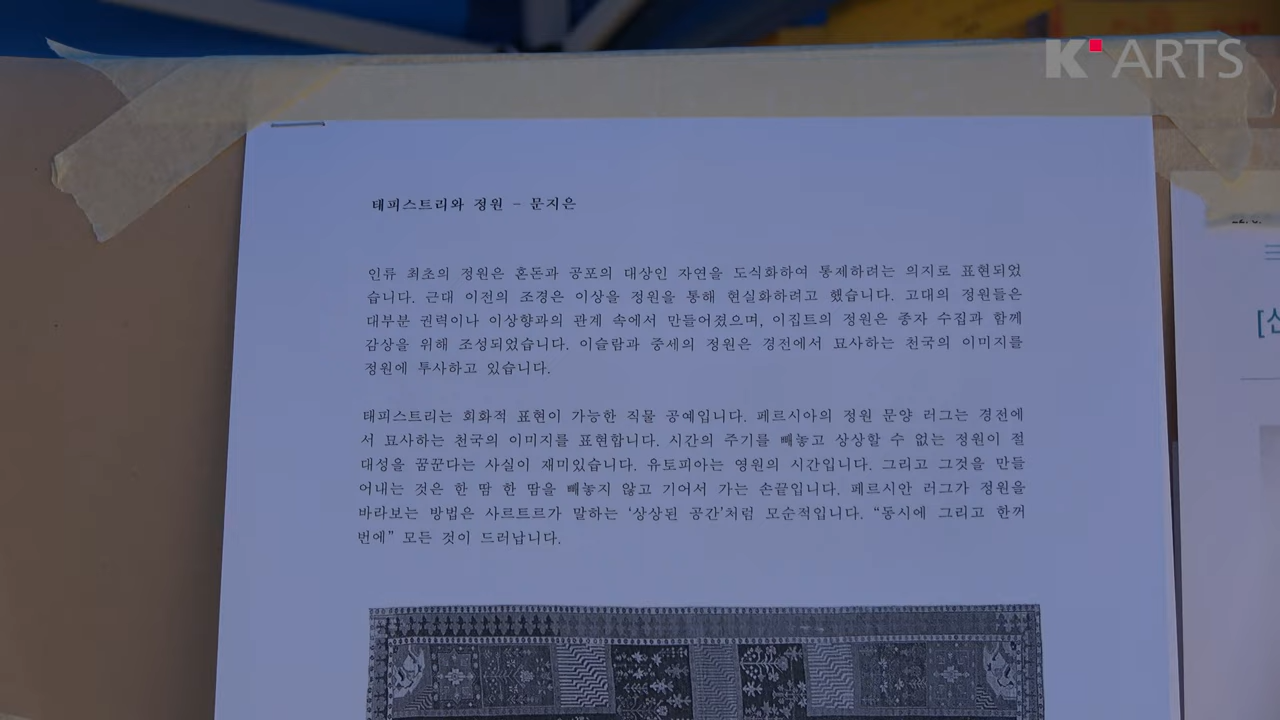 K ARTS
태피스트리와 정원 - 문지은
인류 최초의 정원은 혼돈과 공포의 대상인 자연을 도식화하여 통제하려는 의지로 표현되었
습니다. 근대 이전의 조경은 이상을 정원을 통해 현실화하려고 했습니다. 고대의 정원들은
대부분 권력이나 이상향과의 관계 속에서 만들어졌으며, 이집트의 정원은 종자 수집과 함께
감상을 위해 조성되었습니다. 이슬람과 중세의 정원은 경전에서 묘사하는 천국의 이미지를
정원에 투사하고 있습니다.
태피스트리는 회화적 표현이 가능한 직물 공예입니다. 페르시아의 정원 문양 러그는 경전에
서 묘사하는 천국의 이미지를 표현합니다. 시간의 주기를 빼놓고 상상할 수 없는 정원이 절
대성을 꿈꾼다는 사실이 재미있습니다. 유토피아는 영원의 시간입니다. 그리고 그것을 만들
어내는 것은 한 땀 한 땀을 빼놓지 않고 기어서 가는 손끝입니다. 페르시안 러그가 정원을
바라보는 방법은 사르트르가 말하는 ‘상상된 공간’처럼 모순적입니다. “동시에 그리고 한꺼
번에” 모든 것이 드러납니다.